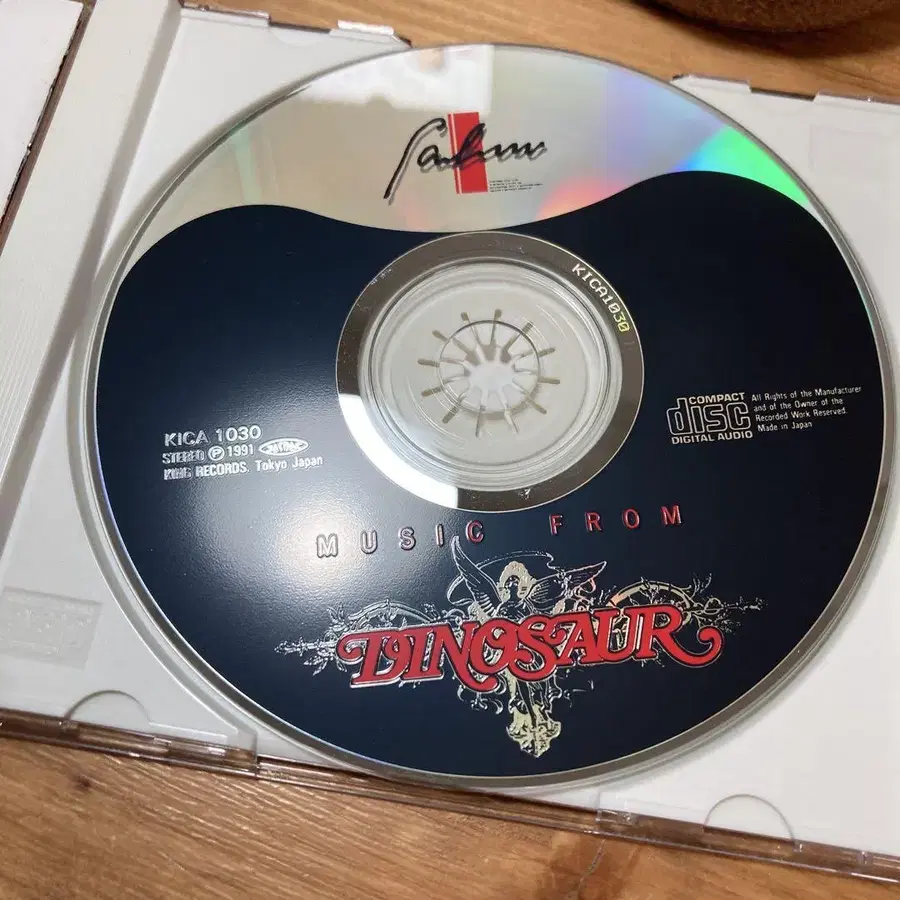 KICA1030
KICA 1030
STEREO Ⓟ 1991
KING RECORDS. Tokyo Japan
COMPACT
disc
DIGITAL AUDIO
All Rights of the Manufacturer
and of the Owner of the
Recorded Work Reserved.
Made in Japan
MUSIC FROM
DINOSAUR